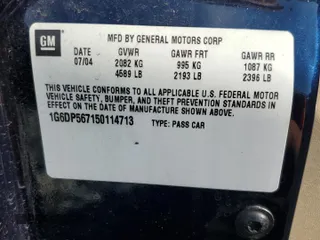 GM
MFD BY GENERAL MOTORS CORP
DATE GVWR GAWR FRT GAWR RR
07/04 2082 KG 995 KG 1087 KG
4589 LB 2193 LB 2396 LB
THIS VEHICLE CONFORMS TO ALL APPLICABLE U.S. FEDERAL MOTOR
VEHICLE SAFETY, BUMPER, AND THEFT PREVENTION STANDARDS IN
EFFECT ON THE DATE OF MANUFACTURE SHOWN ABOVE.
1G6DP567150114713 TYPE: PASS CAR